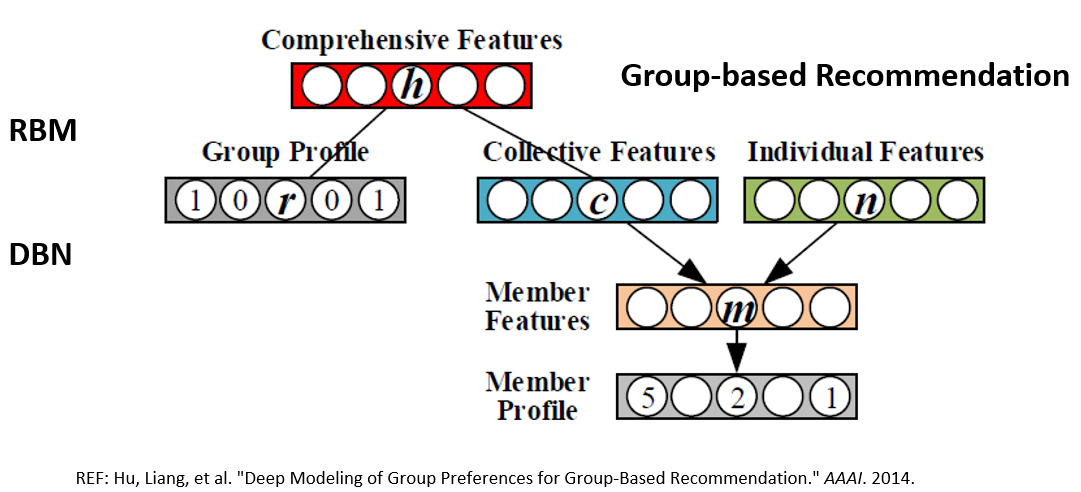 Comprehensive Features
h
Group-based Recommendation
RBM
Group Profile
Collective Features
Individual Features
1 0 r 0 1
c
n
DBN
Member
Features
m
Member
Profile
5 2 1
REF: Hu, Liang, et al. "Deep Modeling of Group Preferences for Group-Based Recommendation." AAAI. 2014.